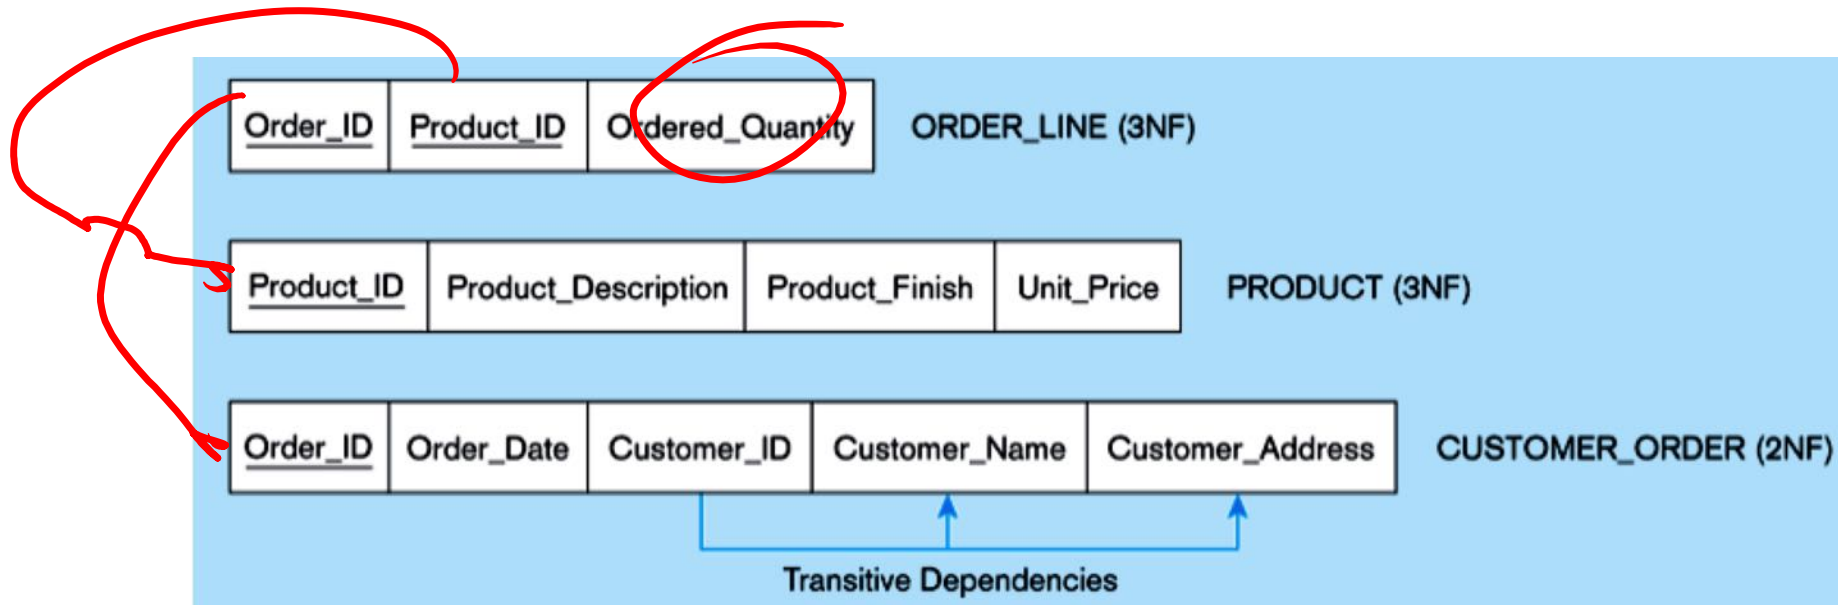 Order_ID Product_ID Ordered_Quantity ORDER_LINE (3NF)
Product_ID Product_Description Product_Finish Unit_Price PRODUCT (3NF)
Order_ID Order_Date Customer_ID Customer_Name Customer_Address CUSTOMER_ORDER (2NF)
Transitive Dependencies